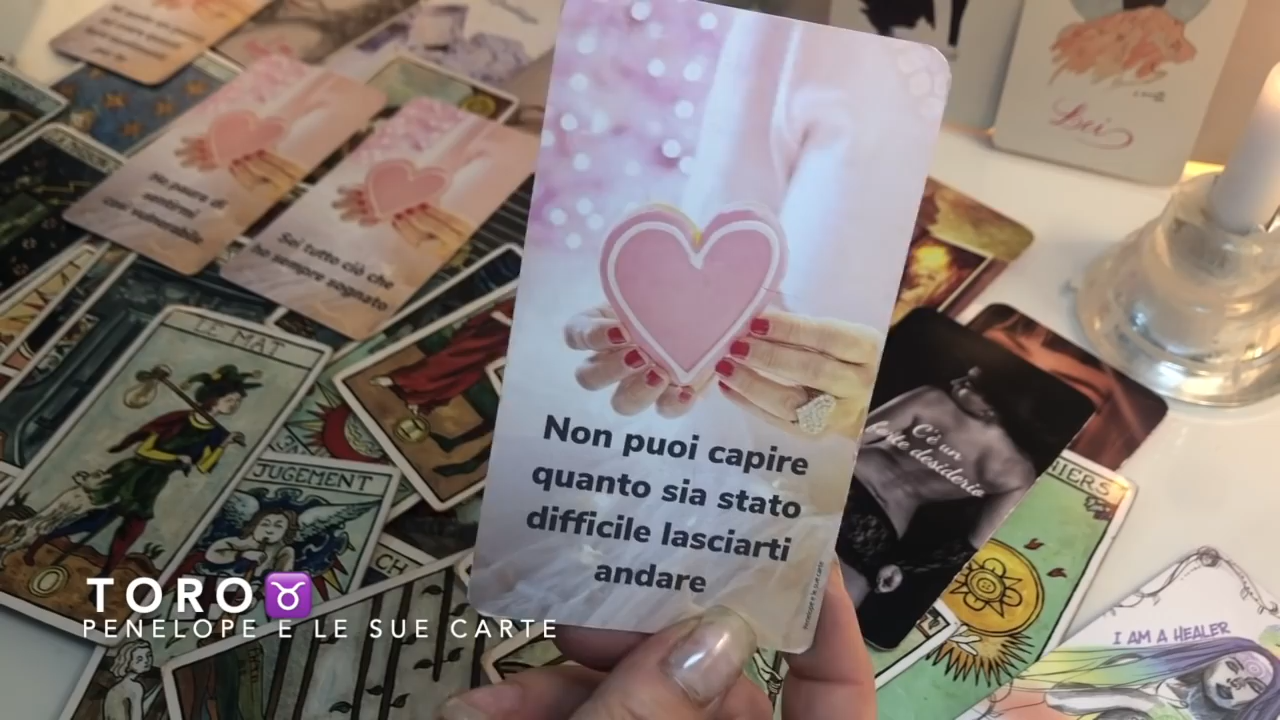 Lei
Ho paura di
sentirmi
così vulnerabile
Sei tutto ciò che
ho sempre sognato
LE MAT
JUGEMENT
Non puoi capire
quanto sia stato
difficile lasciarti
andare
C'è un
forte desiderio
I AM A HEALER
TORO♉
PENELOPE E LE SUE CARTE